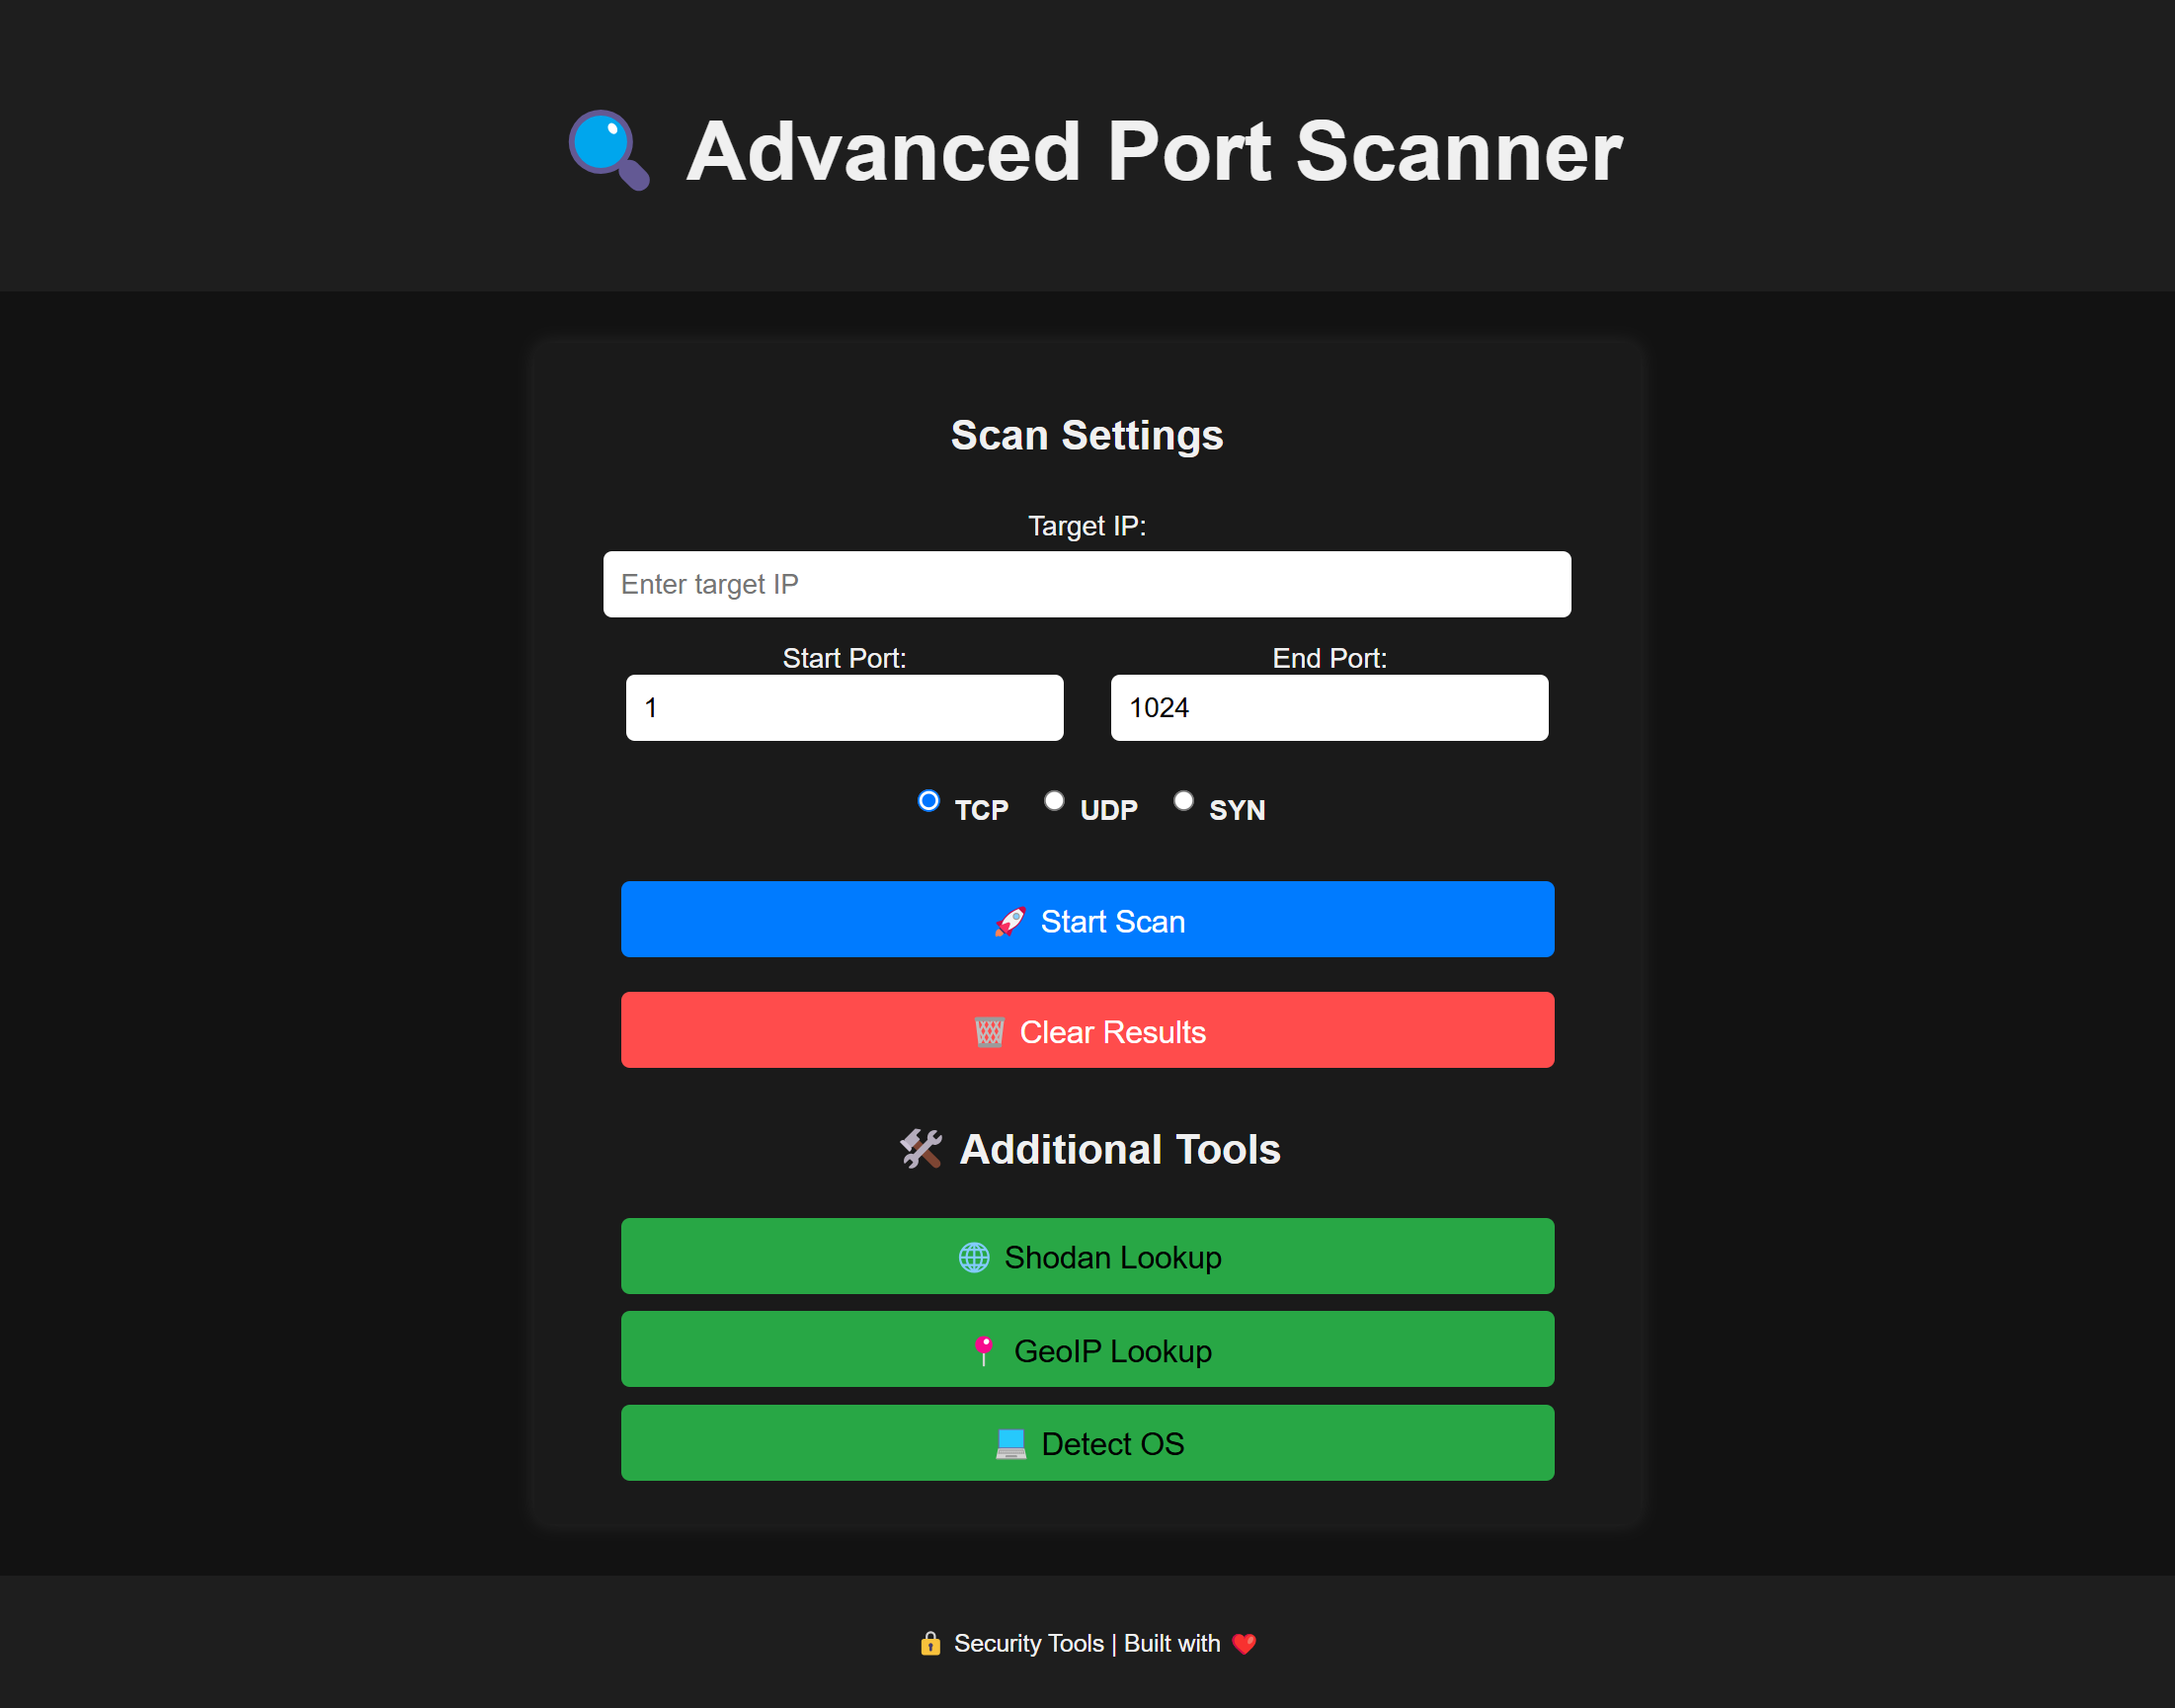 🔍 Advanced Port Scanner
Scan Settings
Target IP:
Enter target IP
Start Port:
End Port:
1
1024
TCP
UDP
SYN
🚀 Start Scan
🗑️ Clear Results
🛠️ Additional Tools
🌐 Shodan Lookup
📍 GeoIP Lookup
💻 Detect OS
🔒 Security Tools | Built with ❤️